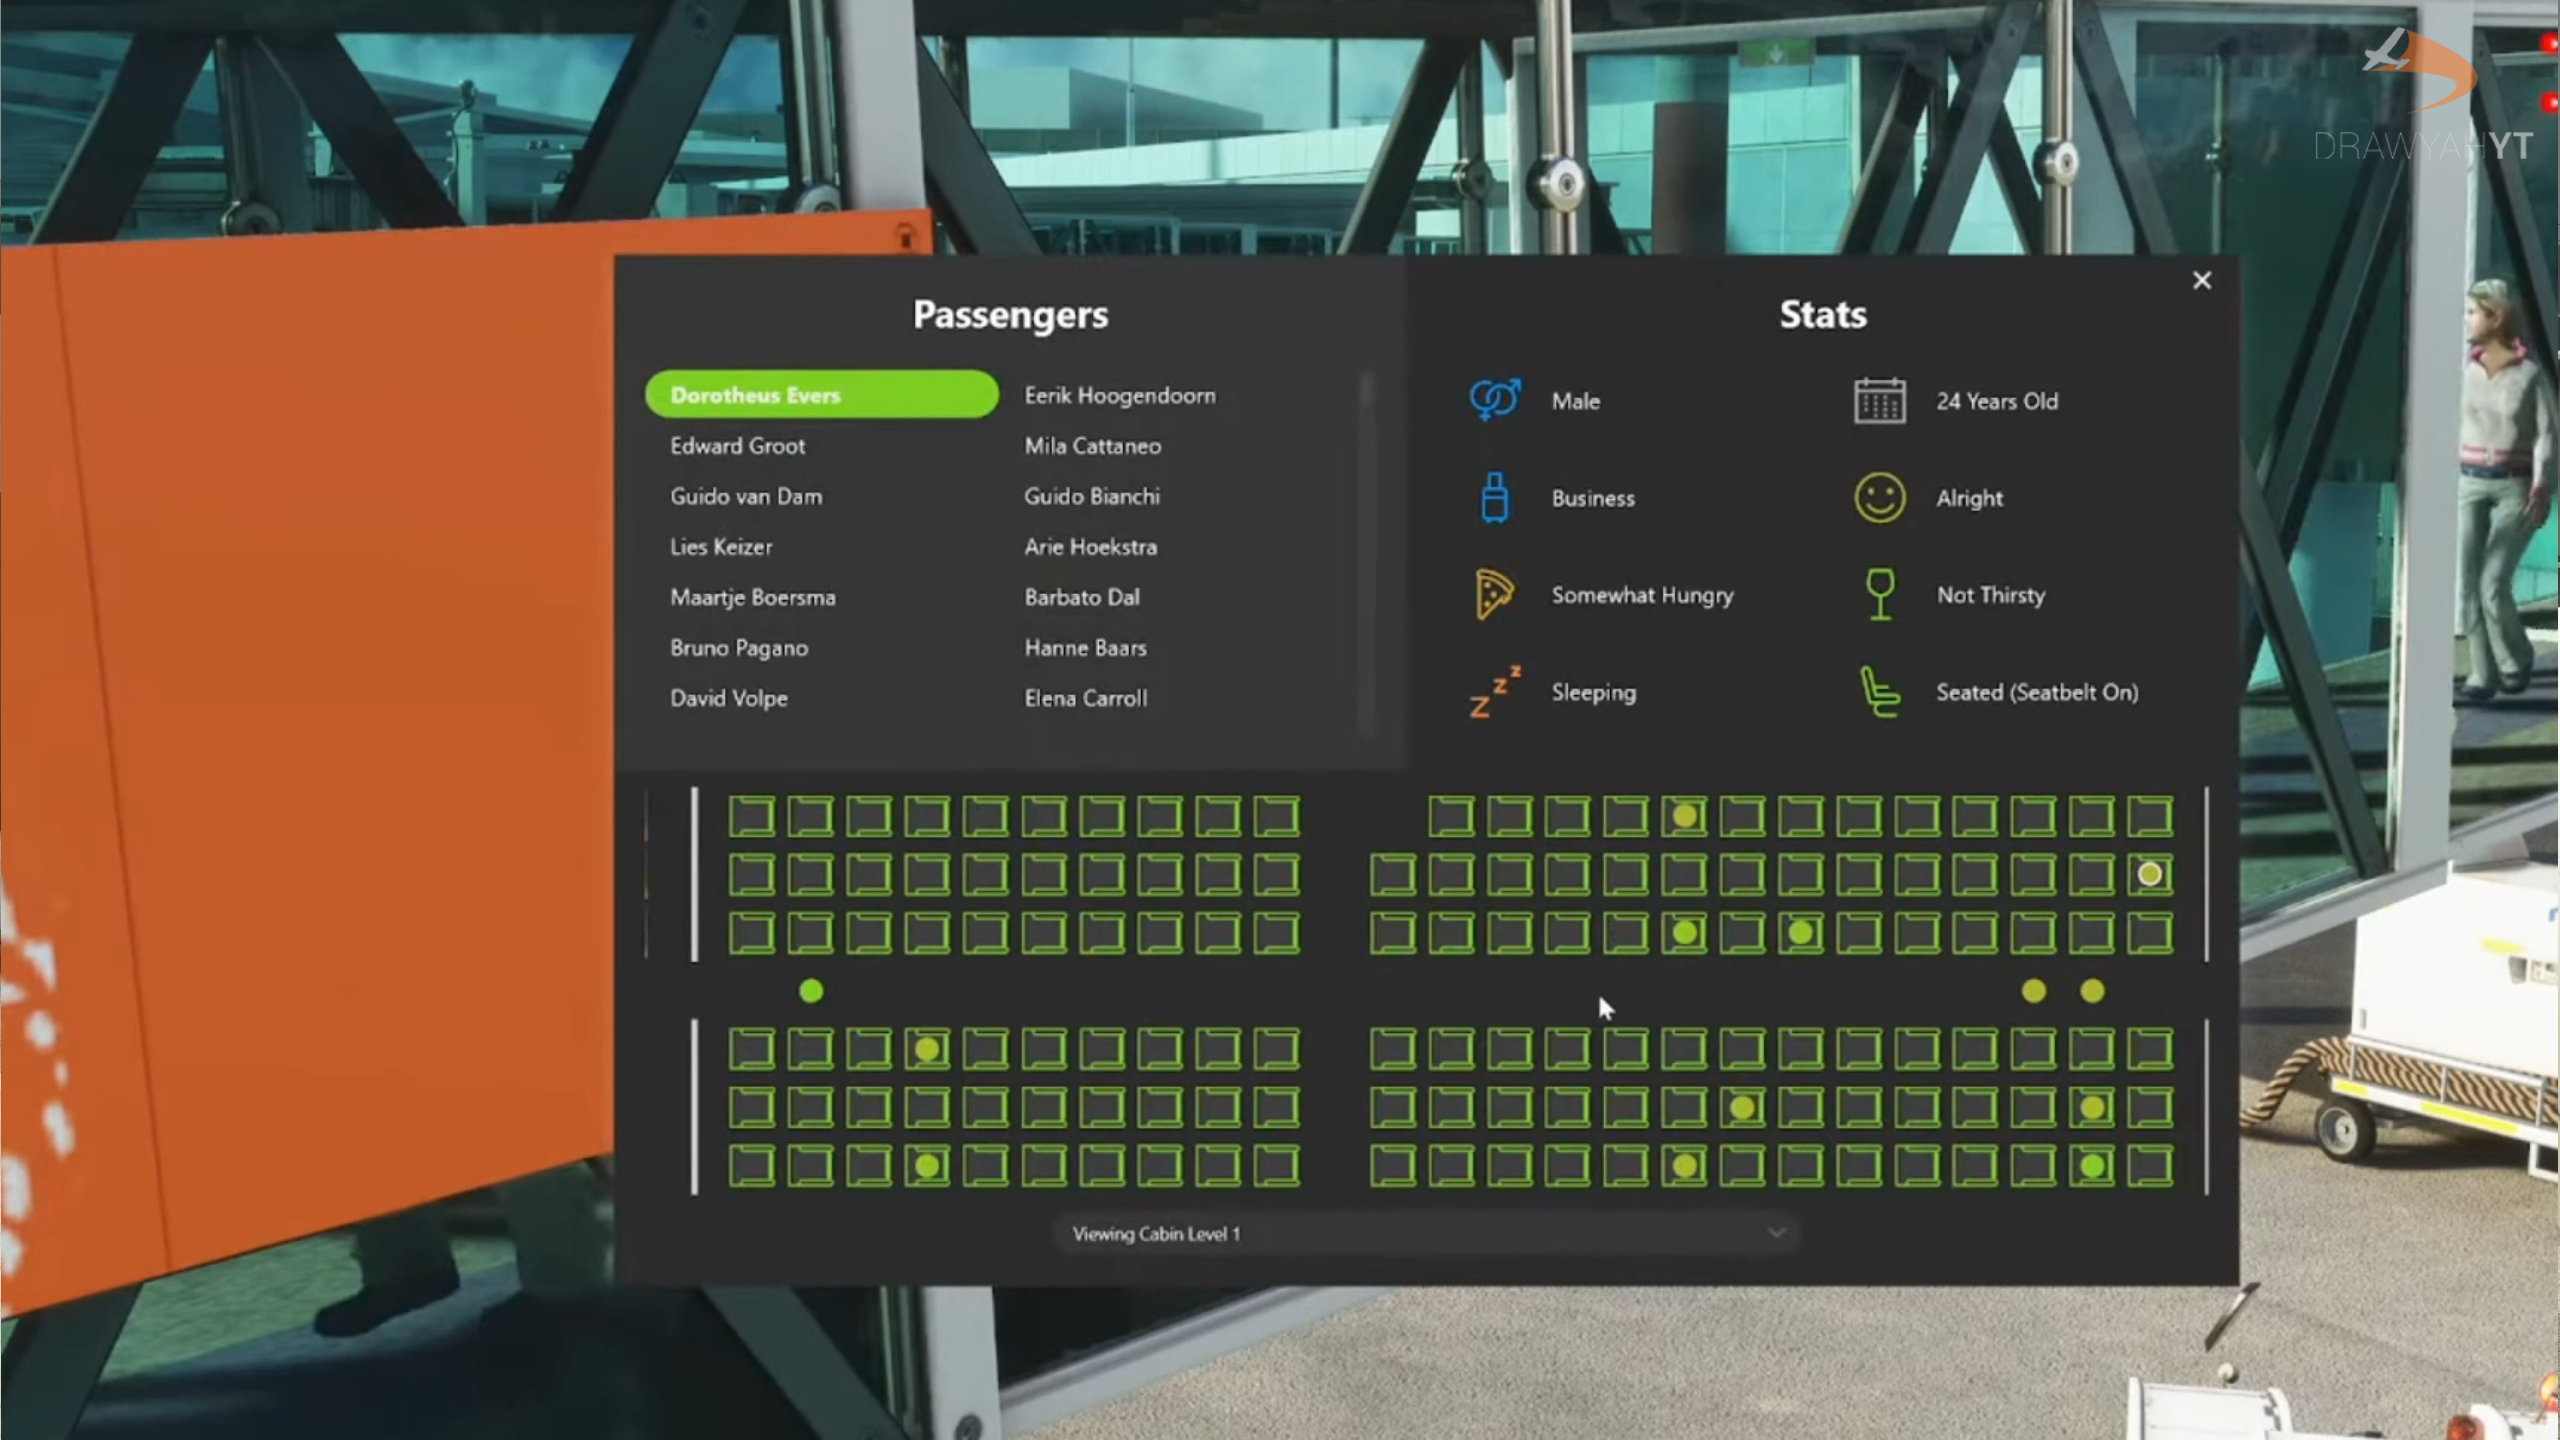 DRAWYAHYT
Passengers
Dorotheus Evers
Eerik Hoogendoorn
Edward Groot
Mila Cattaneo
Guido van Dam
Guido Bianchi
Lies Keizer
Arie Hoekstra
Maartje Boersma
Barbato Dal
Bruno Pagano
Hanne Baars
David Volpe
Elena Carroll
Stats
Male
24 Years Old
Business
Alright
Somewhat Hungry
Not Thirsty
Sleeping
Seated (Seatbelt On)
Viewing Cabin Level 1